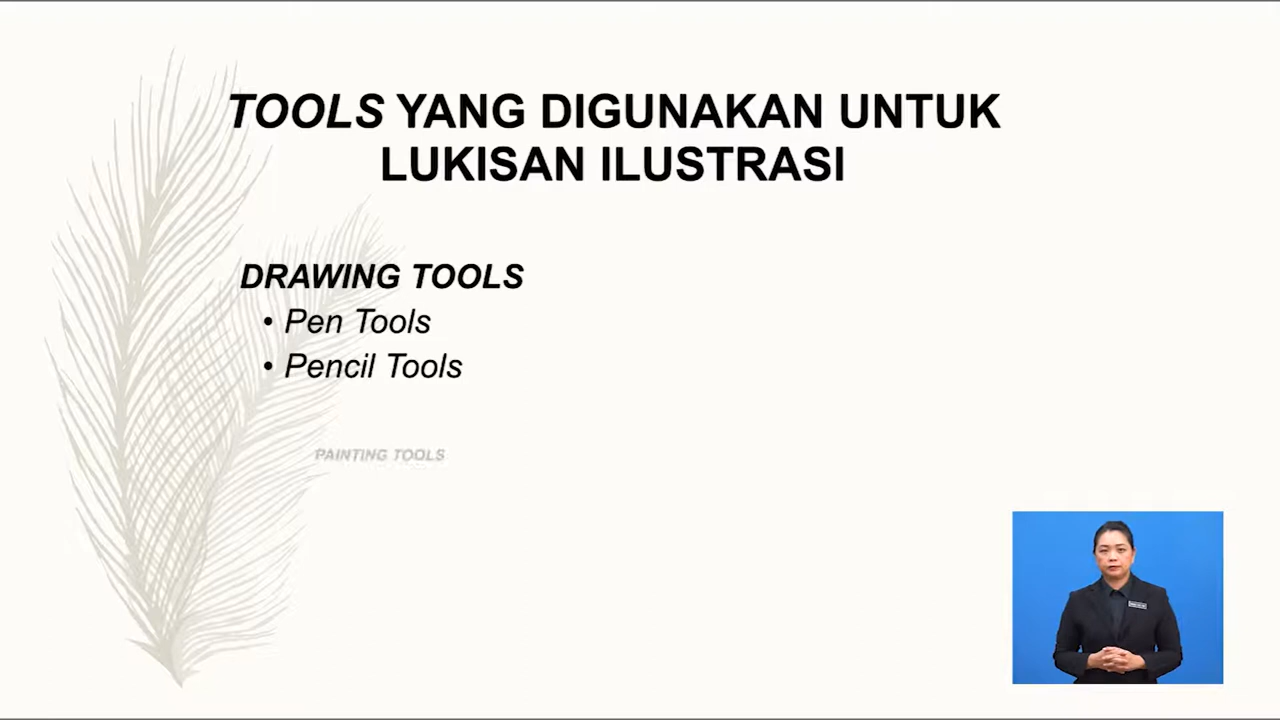 TOOLS YANG DIGUNAKAN UNTUK
LUKISAN ILUSTRASI
DRAWING TOOLS
• Pen Tools
• Pencil Tools
PAINTING TOOLS